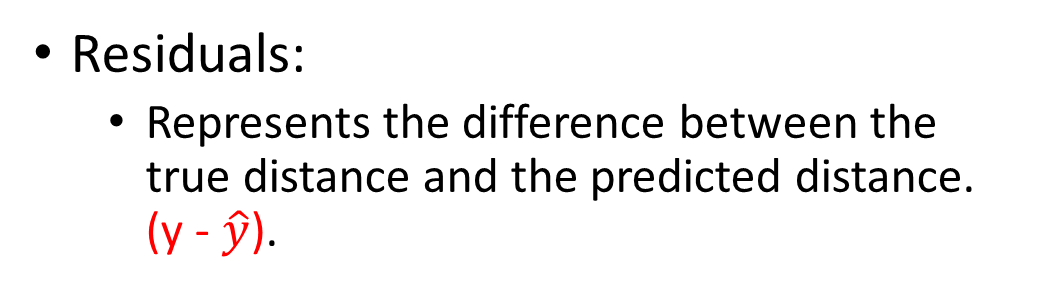 • Residuals:
• Represents the difference between the
true distance and the predicted distance.
(y - ŷ).